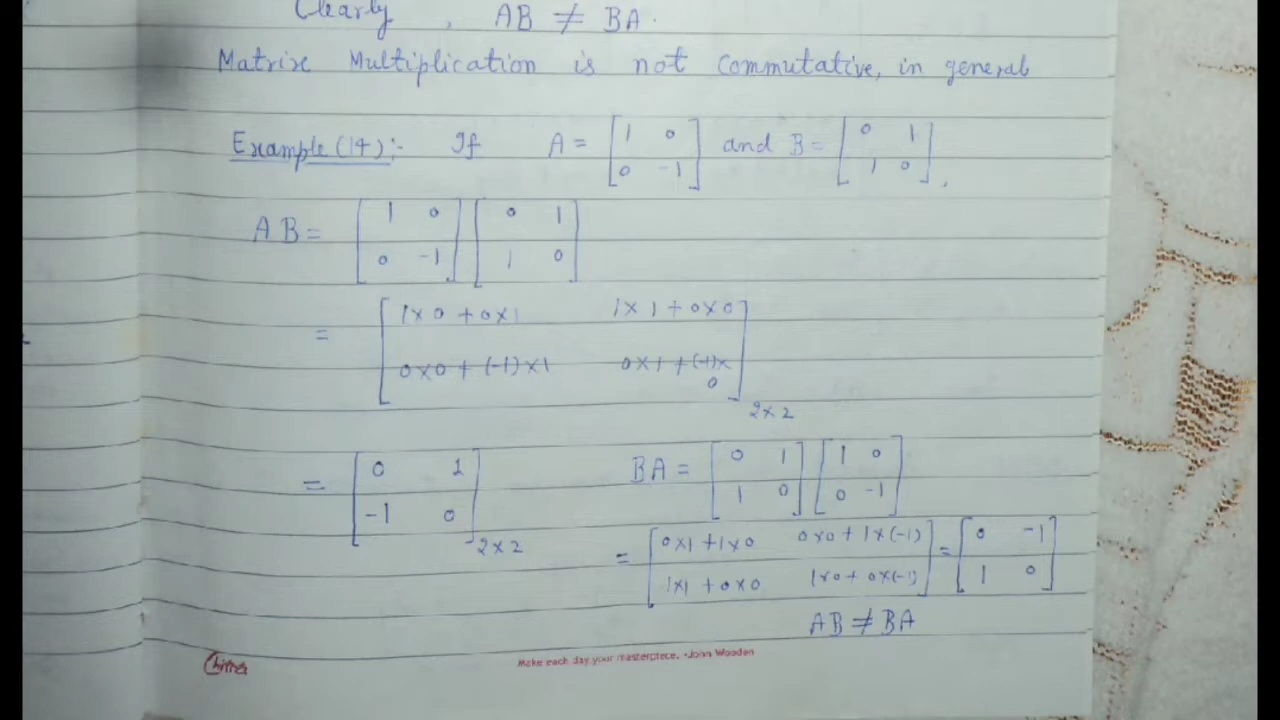 Clearly, AB ≠ BA.
Matrix Multiplication is not commutative, in general
Example (14):- If A = [1 0; 0 -1] and B = [0 1; 1 0],
AB = [1 0; 0 -1] [0 1; 1 0]
= [1×0 + 0×1 1×1 + 0×0; 0×0 + (-1)×1 0×1 + (-1)×0] 2×2
= [0 1; -1 0] 2×2
BA = [0 1; 1 0] [1 0; 0 -1]
= [0×1 + 1×0 0×0 + 1×(-1); 1×1 + 0×0 1×0 + 0×(-1)] = [0 -1; 1 0]
AB ≠ BA
Make each day your masterpiece. -John Wooden